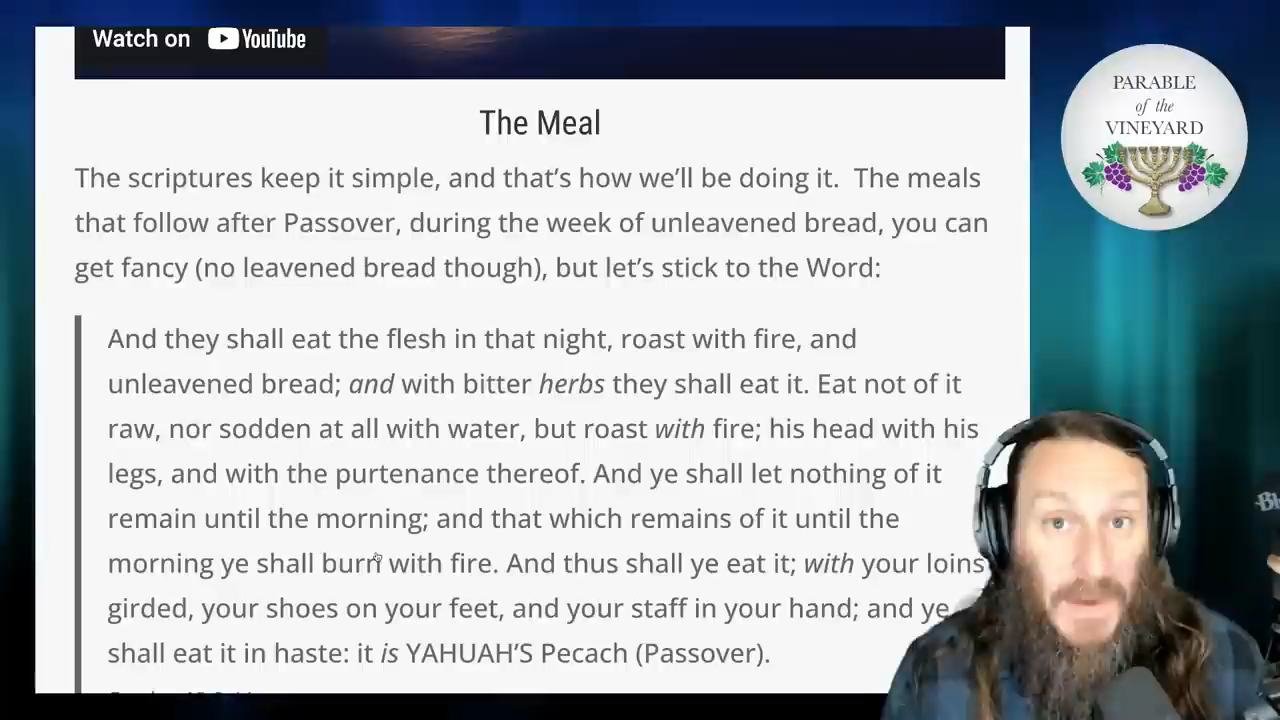 Watch on YouTube
PARABLE
of the
VINEYARD
The Meal
The scriptures keep it simple, and that's how we'll be doing it. The meals
that follow after Passover, during the week of unleavened bread, you can
get fancy (no leavened bread though), but let's stick to the Word:
And they shall eat the flesh in that night, roast with fire, and
unleavened bread; and with bitter herbs they shall eat it. Eat not of it
raw, nor sodden at all with water, but roast with fire; his head with his
legs, and with the purtenance thereof. And ye shall let nothing of it
remain until the morning; and that which remains of it until the
morning ye shall burn with fire. And thus shall ye eat it; with your loins
girded, your shoes on your feet, and your staff in your hand; and ye
shall eat it in haste: it is YAHUAH'S Pecach (Passover).